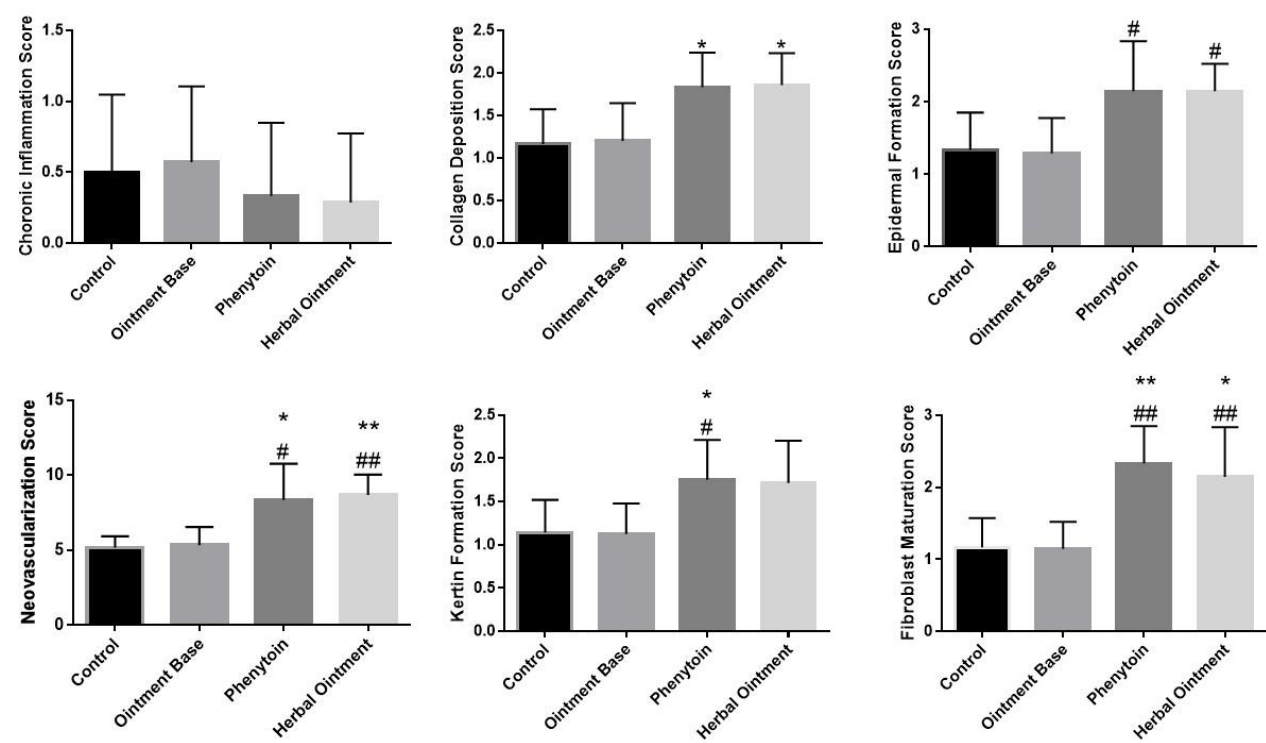 Choronic Inflammation Score
1.5
1.0
0.5
0.0
Control
Ointment Base
Phenytoin
Herbal Ointment
Collagen Deposition Score
2.5
2.0
1.5
1.0
0.5
0.0
*
*
Control
Ointment Base
Phenytoin
Herbal Ointment
Epidermal Formation Score
3
2
1
0
#
#
Control
Ointment Base
Phenytoin
Herbal Ointment
Neovascularization Score
15
10
5
0
* **
# ##
Control
Ointment Base
Phenytoin
Herbal Ointment
Kertin Formation Score
2.5
2.0
1.5
1.0
0.5
0.0
*
#
Control
Ointment Base
Phenytoin
Herbal Ointment
Fibroblast Maturation Score
3
2
1
0
** *
## ##
Control
Ointment Base
Phenytoin
Herbal Ointment